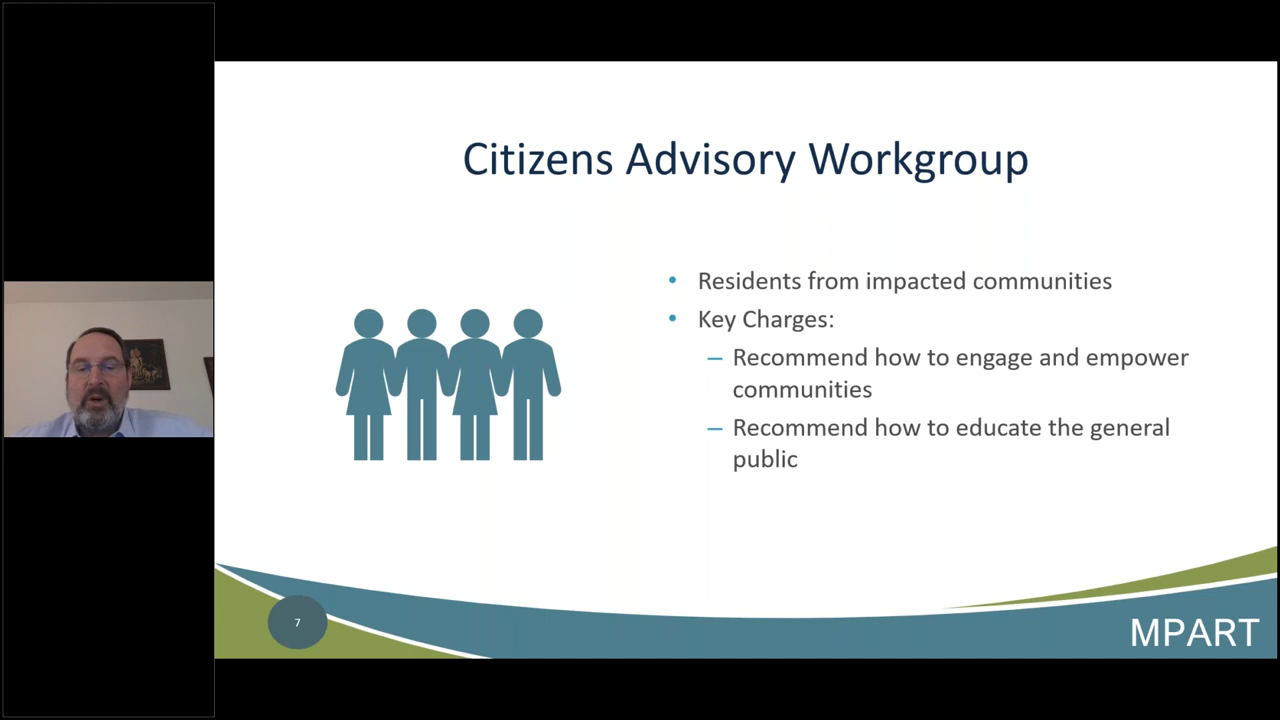 Citizens Advisory Workgroup
• Residents from impacted communities
• Key Charges:
– Recommend how to engage and empower
communities
– Recommend how to educate the general
public
7
MPART